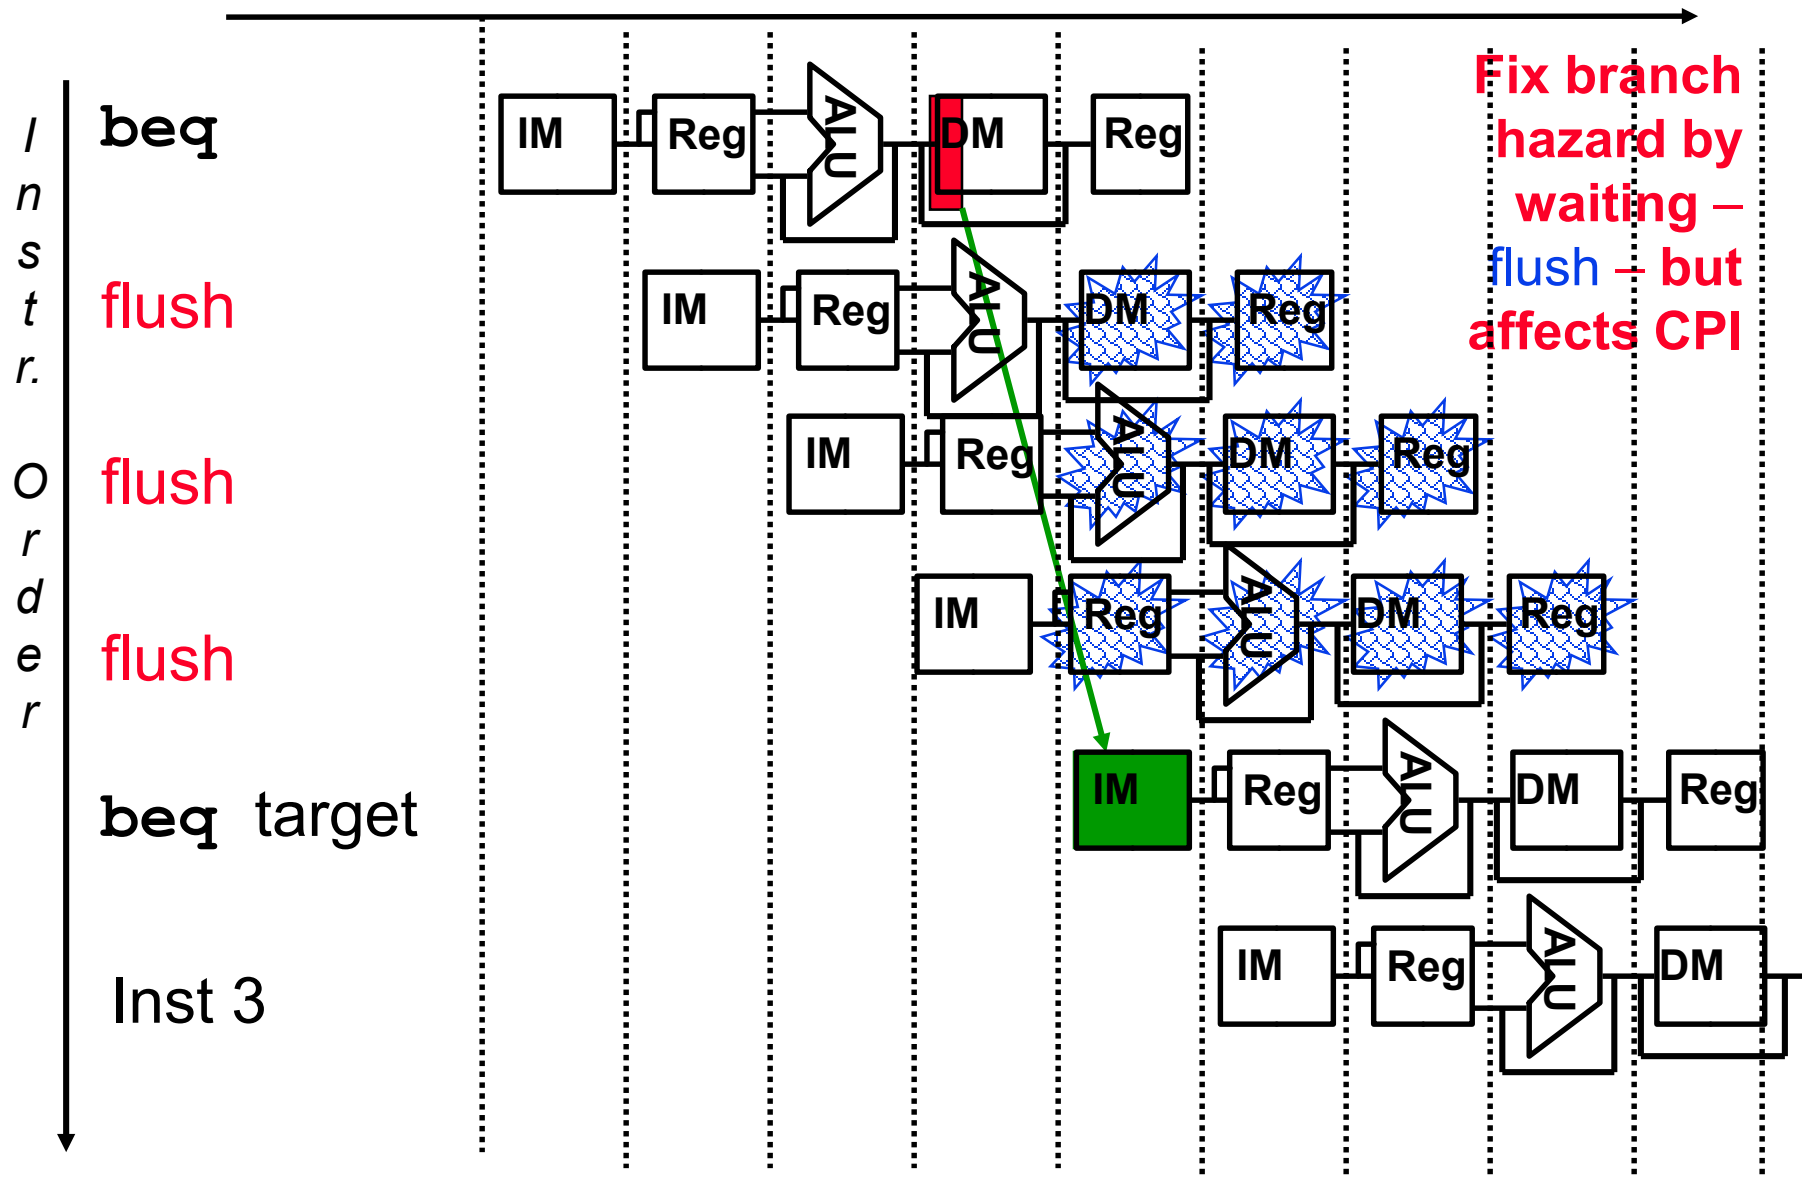 Instr. Order
Fix branch
hazard by
waiting –
flush – but
affects CPI
beq IM Reg ALU DM Reg
flush IM Reg ALU DM Reg
flush IM Reg ALU DM Reg
flush IM Reg ALU DM Reg
beq target IM Reg ALU DM Reg
Inst 3 IM Reg ALU DM